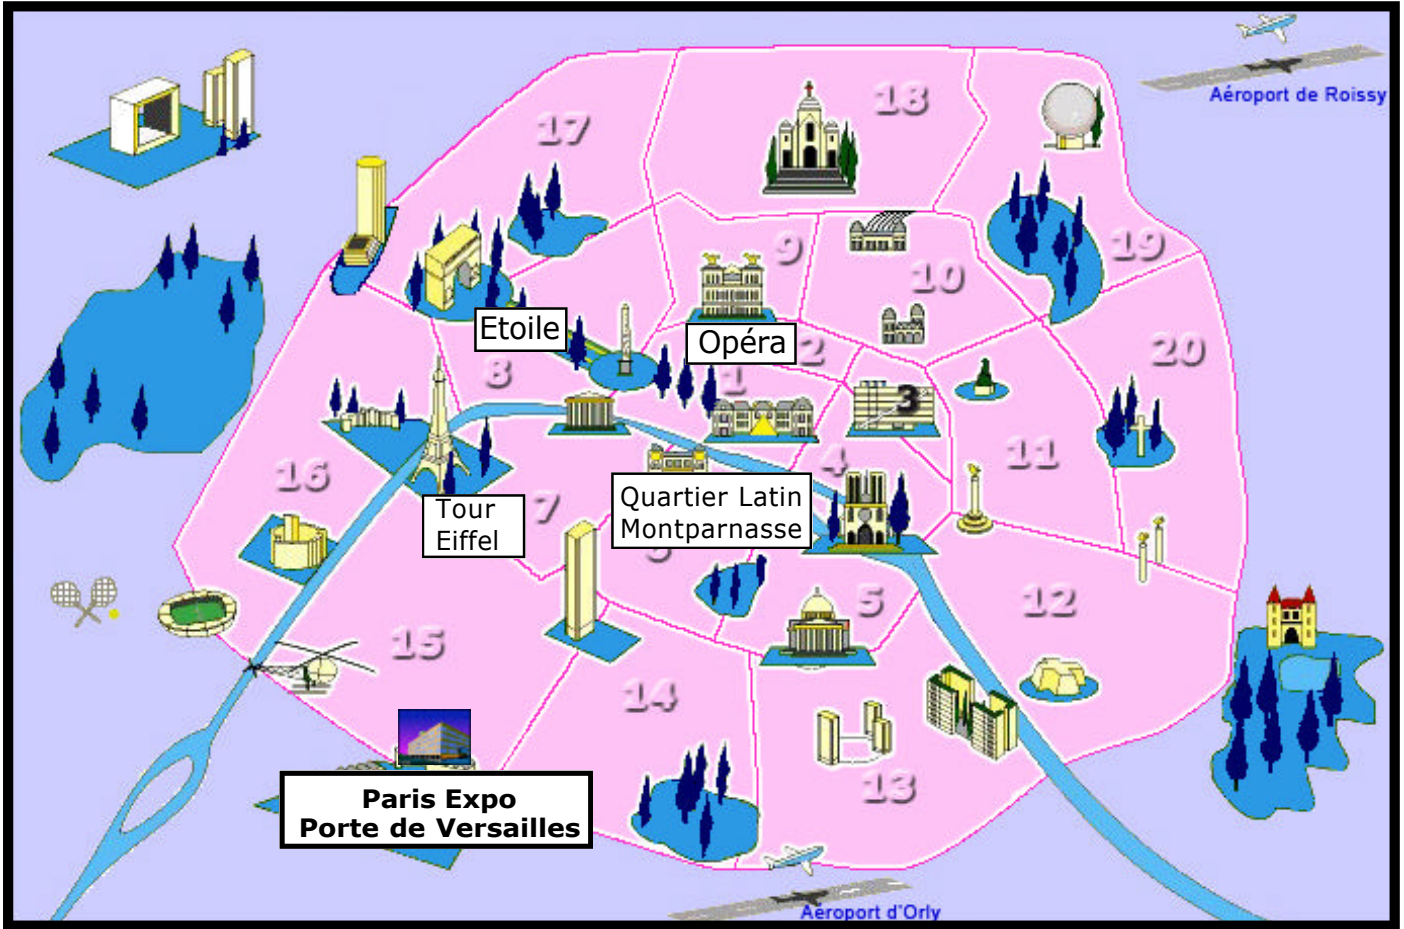 Aéroport de Roissy
18
17
19
9
10
Etoile
Opéra
2
20
8
1
3
11
4
16
Quartier Latin
Montparnasse
Tour
Eiffel
7
5
12
15
14
13
Paris Expo
Porte de Versailles
Aéroport d'Orly